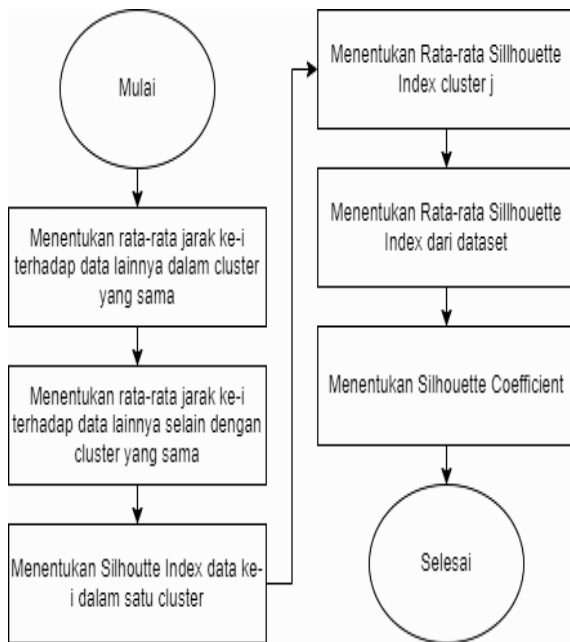 Mulai
Menentukan rata-rata jarak ke-i
terhadap data lainnya dalam cluster
yang sama
Menentukan rata-rata jarak ke-i
terhadap data lainnya selain dengan
cluster yang sama
Menentukan Silhoutte Index data ke-
i dalam satu cluster
Menentukan Rata-rata Sillhouette
Index cluster j
Menentukan Rata-rata Sillhouette
Index dari dataset
Menentukan Silhouette Coefficient
Selesai